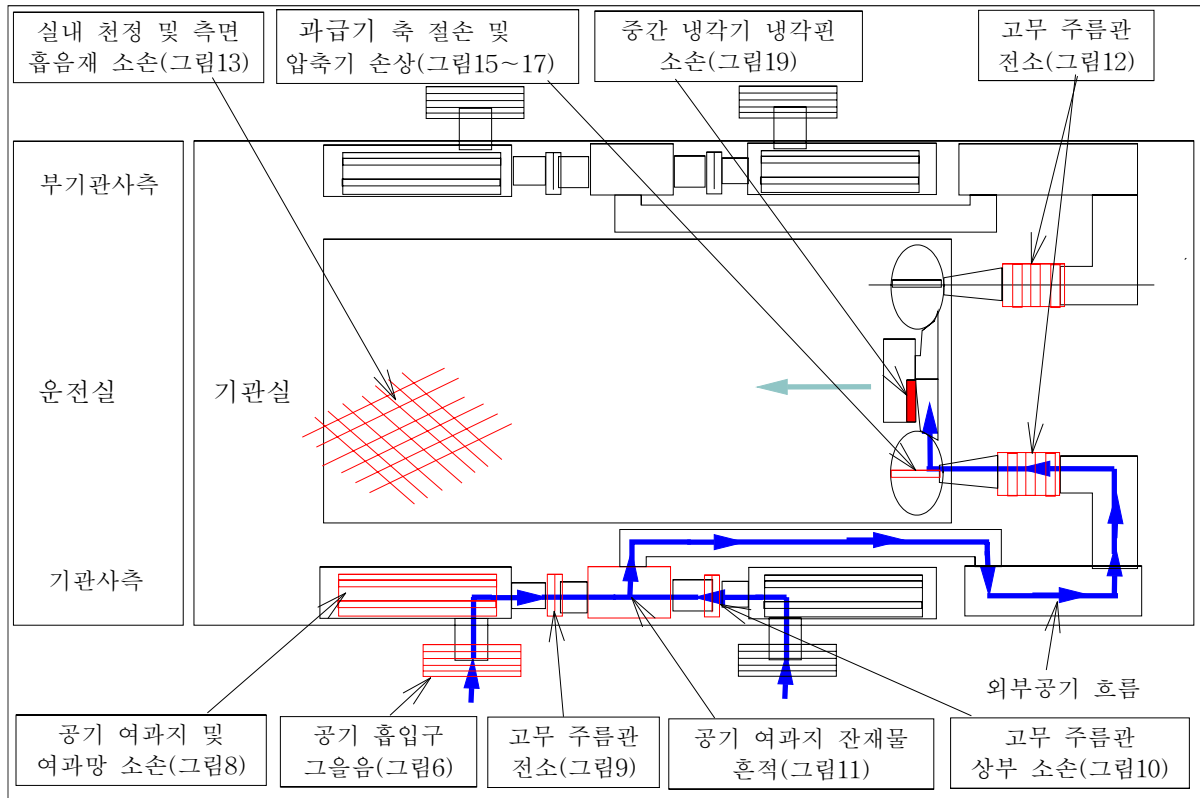 실내 천정 및 측면
흡음재 소손(그림13)
과급기 축 절손 및
압축기 손상(그림15~17)
중간 냉각기 냉각핀
소손(그림19)
고무 주름관
전소(그림12)
부기관사측
운전실
기관실
기관사측
외부공기 흐름
공기 여과지 및
여과망 소손(그림8)
공기 흡입구
그을음(그림6)
고무 주름관
전소(그림9)
공기 여과지 잔재물
흔적(그림11)
고무 주름관
상부 소손(그림10)